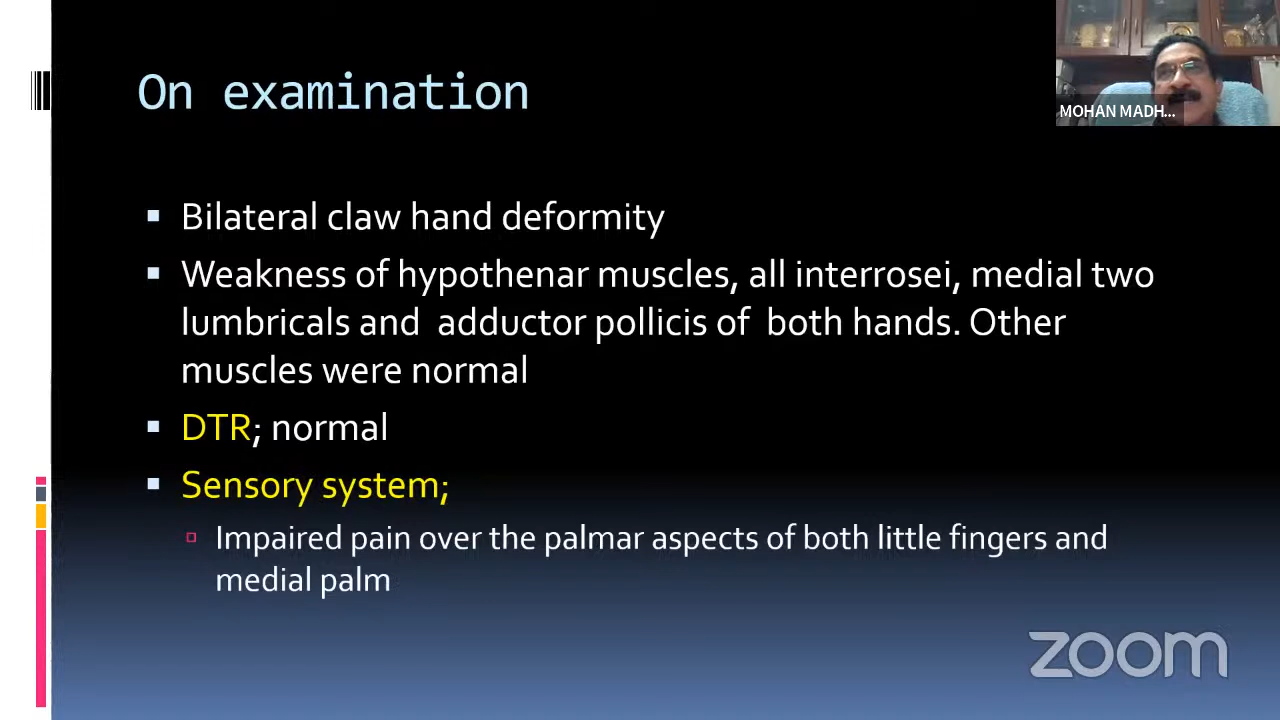 On examination
MOHAN MADH...
▪ Bilateral claw hand deformity
▪ Weakness of hypothenar muscles, all interrosei, medial two
lumbricals and adductor pollicis of both hands. Other
muscles were normal
▪ DTR; normal
▪ Sensory system;
▫ Impaired pain over the palmar aspects of both little fingers and
medial palm
zoom